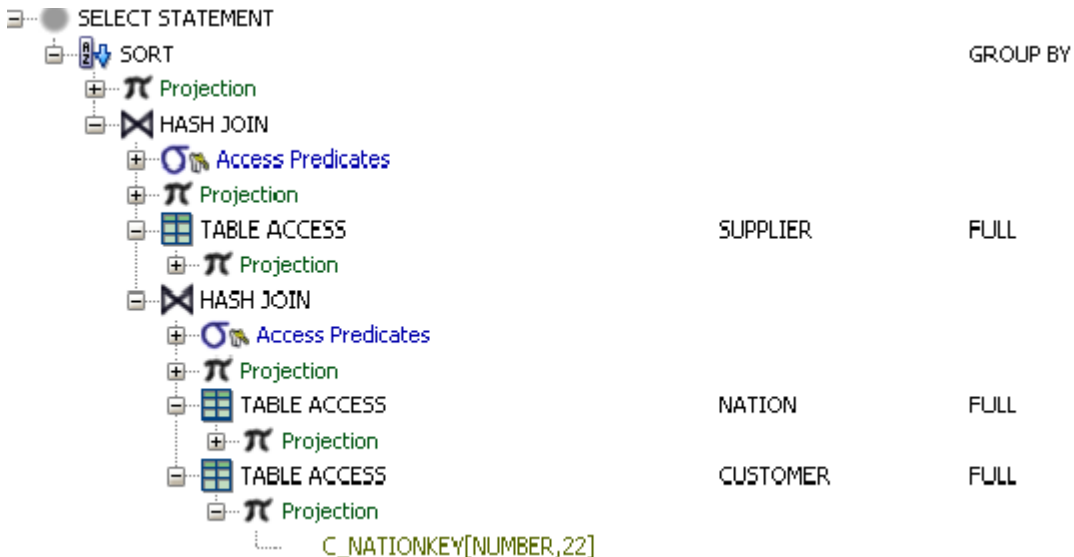 SELECT STATEMENT
SORT GROUP BY
π Projection
HASH JOIN
σ Access Predicates
π Projection
TABLE ACCESS SUPPLIER FULL
π Projection
HASH JOIN
σ Access Predicates
π Projection
TABLE ACCESS NATION FULL
π Projection
TABLE ACCESS CUSTOMER FULL
π Projection
C_NATIONKEY[NUMBER,22]